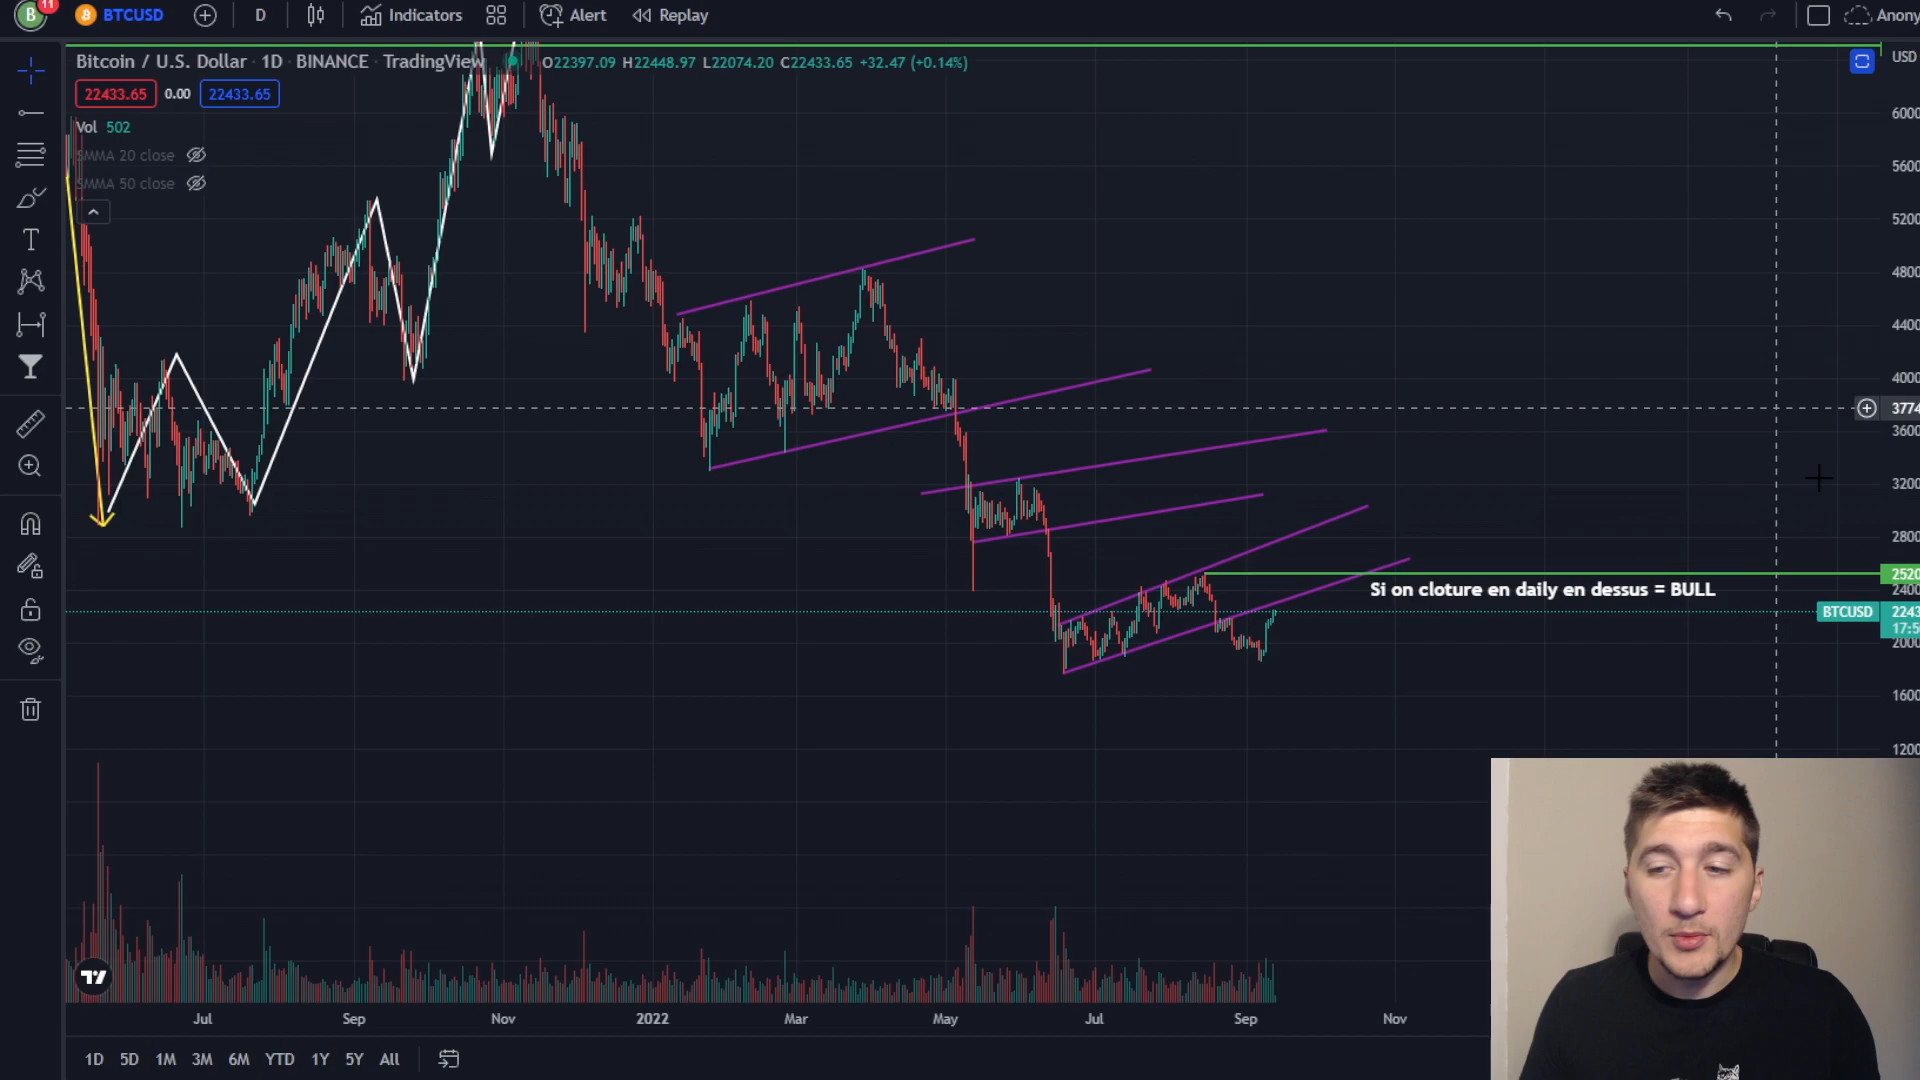 B 11 BTCUSD D Indicators Alert Replay Anony
Bitcoin / U.S. Dollar · 1D · BINANCE · TradingView O22397.09 H22448.97 L22074.20 C22433.65 +32.47 (+0.14%) USD
22433.65 0.00 22433.65
Vol 502
SMMA 20 close
SMMA 50 close
6000
5600
5200
4800
4400
4000
3774
3600
3200
2800
2520
2400
Si on cloture en daily en dessus = BULL
BTCUSD 2243
17:5
2000
1600
1200
Jul Sep Nov 2022 Mar May Jul Sep Nov
1D 5D 1M 3M 6M YTD 1Y 5Y All